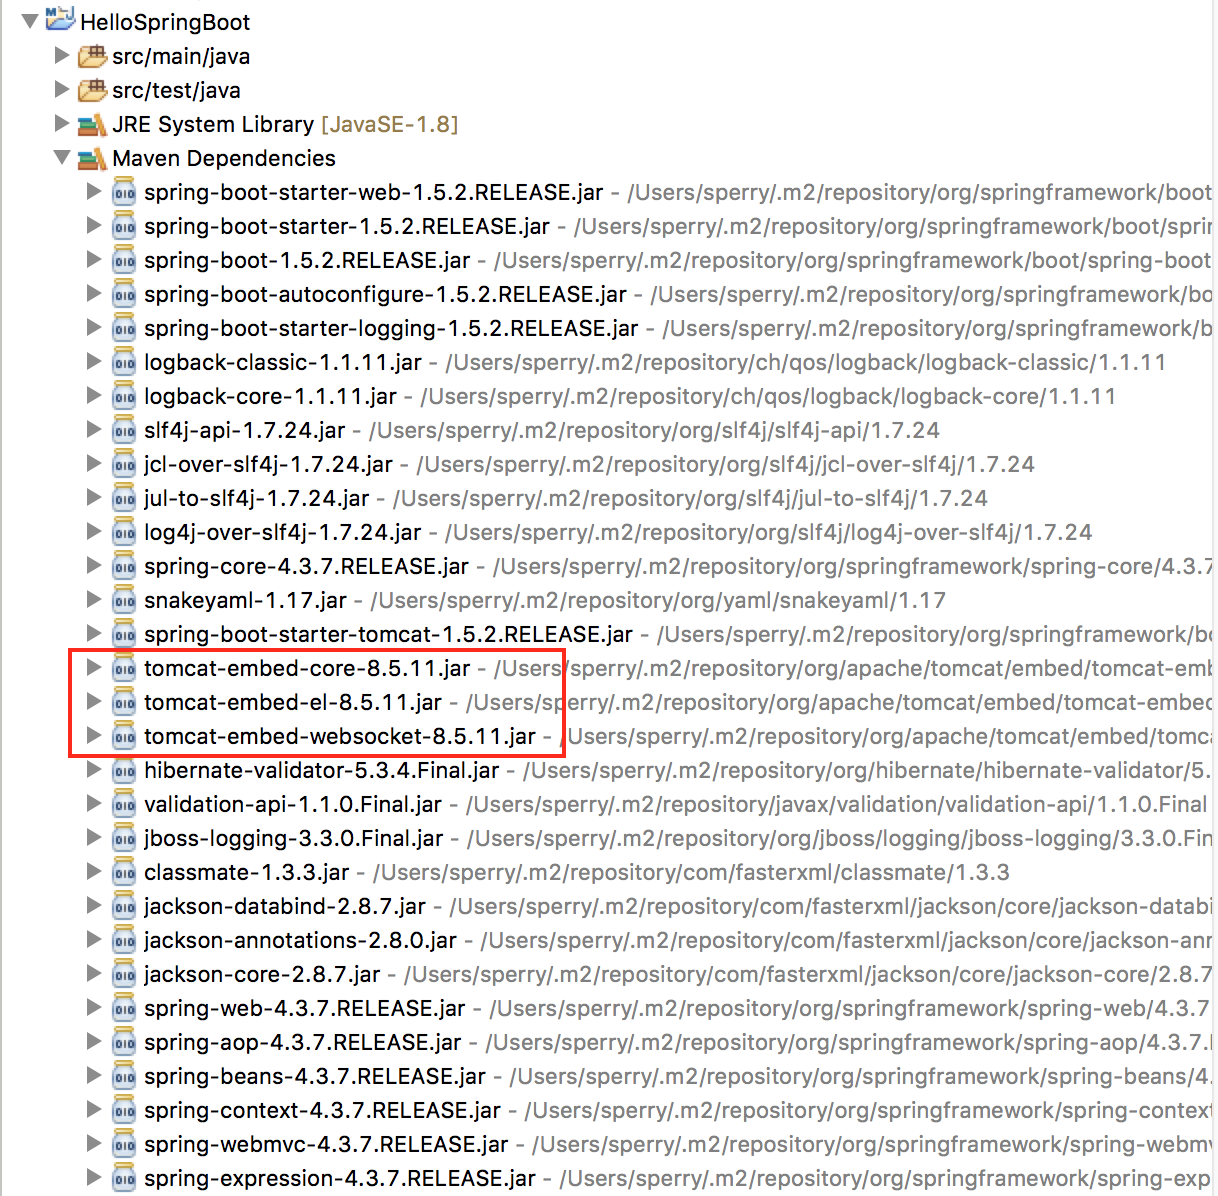 HelloSpringBoot
src/main/java
src/test/java
JRE System Library [JavaSE-1.8]
Maven Dependencies
spring-boot-starter-web-1.5.2.RELEASE.jar - /Users/sperry/.m2/repository/org/springframework/boot
spring-boot-starter-1.5.2.RELEASE.jar - /Users/sperry/.m2/repository/org/springframework/boot/sprin
spring-boot-1.5.2.RELEASE.jar - /Users/sperry/.m2/repository/org/springframework/boot/spring-boot
spring-boot-autoconfigure-1.5.2.RELEASE.jar - /Users/sperry/.m2/repository/org/springframework/bo
spring-boot-starter-logging-1.5.2.RELEASE.jar - /Users/sperry/.m2/repository/org/springframework/b
logback-classic-1.1.11.jar - /Users/sperry/.m2/repository/ch/qos/logback/logback-classic/1.1.11
logback-core-1.1.11.jar - /Users/sperry/.m2/repository/ch/qos/logback/logback-core/1.1.11
slf4j-api-1.7.24.jar - /Users/sperry/.m2/repository/org/slf4j/slf4j-api/1.7.24
jcl-over-slf4j-1.7.24.jar - /Users/sperry/.m2/repository/org/slf4j/jcl-over-slf4j/1.7.24
jul-to-slf4j-1.7.24.jar - /Users/sperry/.m2/repository/org/slf4j/jul-to-slf4j/1.7.24
log4j-over-slf4j-1.7.24.jar - /Users/sperry/.m2/repository/org/slf4j/log4j-over-slf4j/1.7.24
spring-core-4.3.7.RELEASE.jar - /Users/sperry/.m2/repository/org/springframework/spring-core/4.3.7
snakeyaml-1.17.jar - /Users/sperry/.m2/repository/org/yaml/snakeyaml/1.17
spring-boot-starter-tomcat-1.5.2.RELEASE.jar - /Users/sperry/.m2/repository/org/springframework/bo
tomcat-embed-core-8.5.11.jar - /Users/sperry/.m2/repository/org/apache/tomcat/embed/tomcat-emb
tomcat-embed-el-8.5.11.jar - /Users/sperry/.m2/repository/org/apache/tomcat/embed/tomcat-embed
tomcat-embed-websocket-8.5.11.jar - /Users/sperry/.m2/repository/org/apache/tomcat/embed/tomca
hibernate-validator-5.3.4.Final.jar - /Users/sperry/.m2/repository/org/hibernate/hibernate-validator/5.
validation-api-1.1.0.Final.jar - /Users/sperry/.m2/repository/javax/validation/validation-api/1.1.0.Final
jboss-logging-3.3.0.Final.jar - /Users/sperry/.m2/repository/org/jboss/logging/jboss-logging/3.3.0.Fin
classmate-1.3.3.jar - /Users/sperry/.m2/repository/com/fasterxml/classmate/1.3.3
jackson-databind-2.8.7.jar - /Users/sperry/.m2/repository/com/fasterxml/jackson/core/jackson-databi
jackson-annotations-2.8.0.jar - /Users/sperry/.m2/repository/com/fasterxml/jackson/core/jackson-ann
jackson-core-2.8.7.jar - /Users/sperry/.m2/repository/com/fasterxml/jackson/core/jackson-core/2.8.7
spring-web-4.3.7.RELEASE.jar - /Users/sperry/.m2/repository/org/springframework/spring-web/4.3.7
spring-aop-4.3.7.RELEASE.jar - /Users/sperry/.m2/repository/org/springframework/spring-aop/4.3.7.
spring-beans-4.3.7.RELEASE.jar - /Users/sperry/.m2/repository/org/springframework/spring-beans/4.
spring-context-4.3.7.RELEASE.jar - /Users/sperry/.m2/repository/org/springframework/spring-context
spring-webmvc-4.3.7.RELEASE.jar - /Users/sperry/.m2/repository/org/springframework/spring-webmv
spring-expression-4.3.7.RELEASE.jar - /Users/sperry/.m2/repository/org/springframework/spring-exp